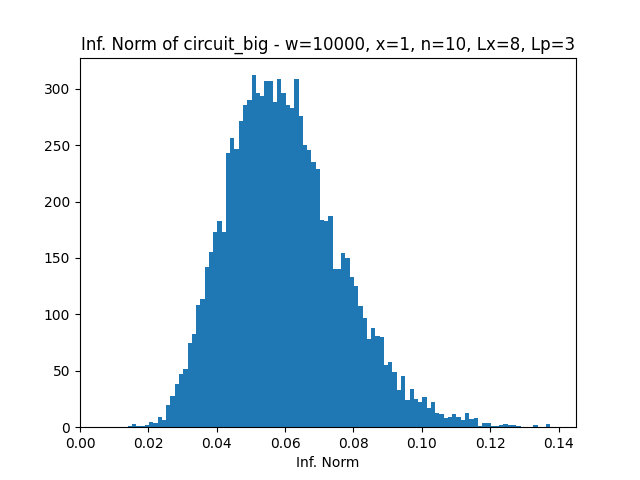 Inf. Norm of circuit_big - w=10000, x=1, n=10, Lx=8, Lp=3
300
250
200
150
100
50
0
0.00 0.02 0.04 0.06 0.08 0.10 0.12 0.14
Inf. Norm